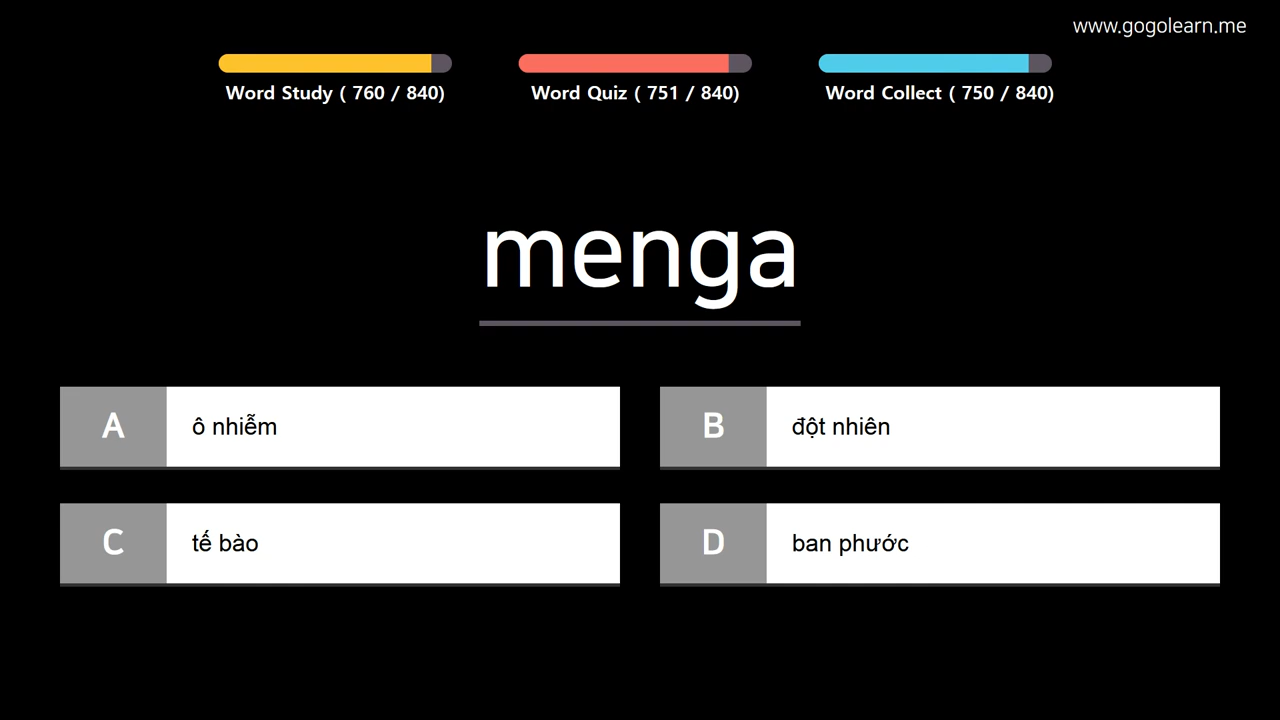 www.gogolearn.me
Word Study ( 760 / 840)
Word Quiz ( 751 / 840)
Word Collect ( 750 / 840)
menga
A ô nhiễm
B đột nhiên
C tế bào
D ban phước